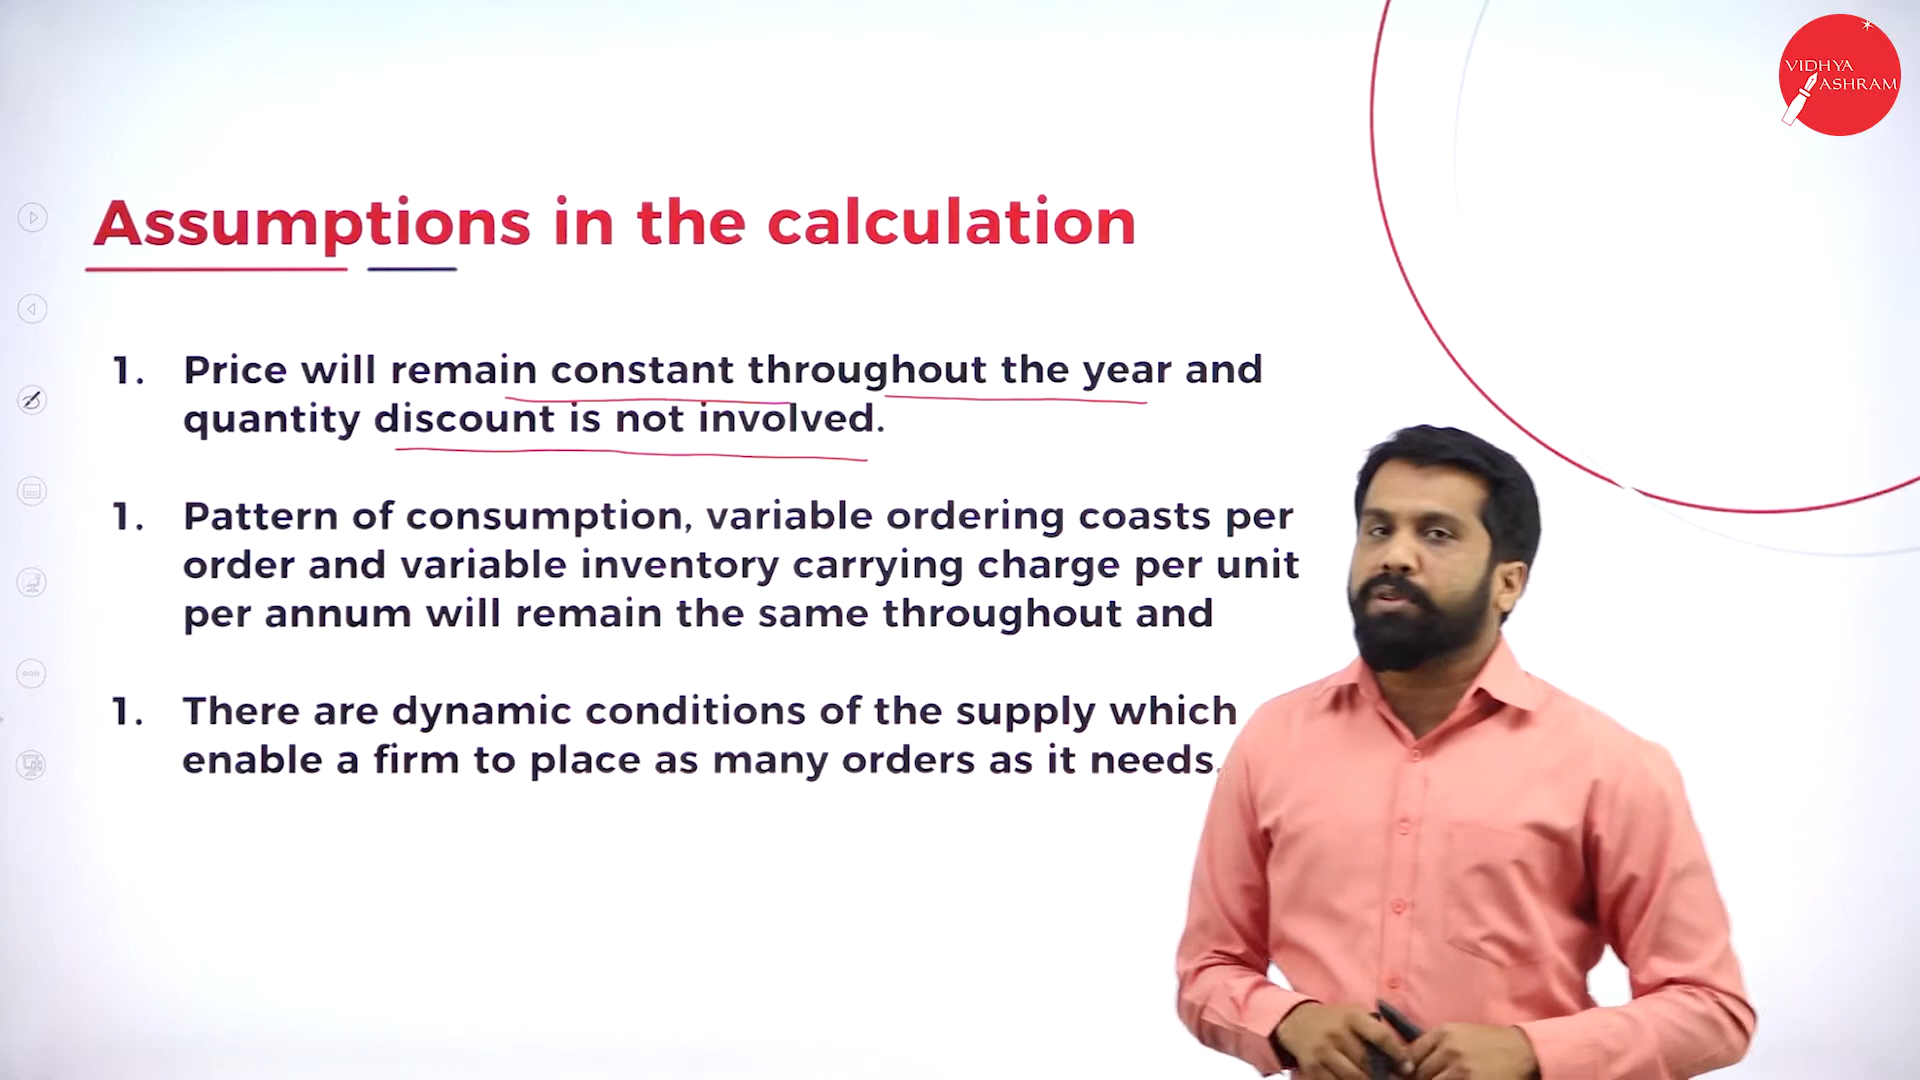 VIDHYA
ASHRAM
Assumptions in the calculation
1. Price will remain constant throughout the year and
quantity discount is not involved.
1. Pattern of consumption, variable ordering coasts per
order and variable inventory carrying charge per unit
per annum will remain the same throughout and
1. There are dynamic conditions of the supply which
enable a firm to place as many orders as it needs.